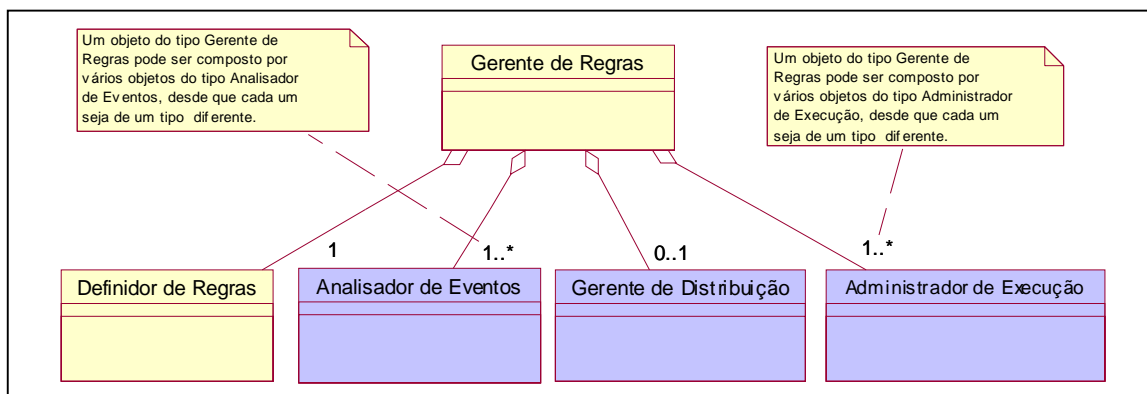 Um objeto do tipo Gerente de
Regras pode ser composto por
vários objetos do tipo Analisador
de Eventos, desde que cada um
seja de um tipo diferente.
Gerente de Regras
Um objeto do tipo Gerente de
Regras pode ser composto por
vários objetos do tipo Administrador
de Execução, desde que cada um
seja de um tipo diferente.
1
1..*
0..1
1..*
Definidor de Regras
Analisador de Eventos
Gerente de Distribuição
Administrador de Execução